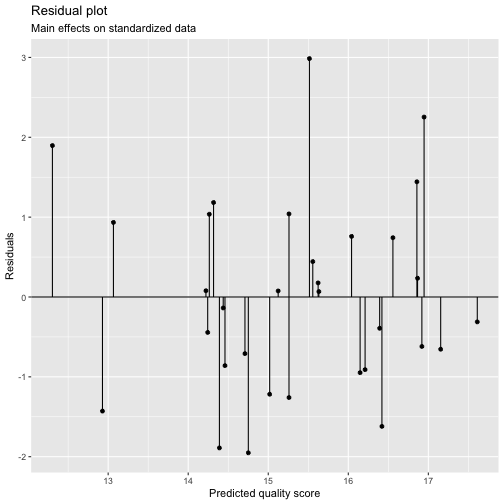 Residual plot
Main effects on standardized data
3
2
1
0
-1
-2
Residuals
13 14 15 16 17
Predicted quality score